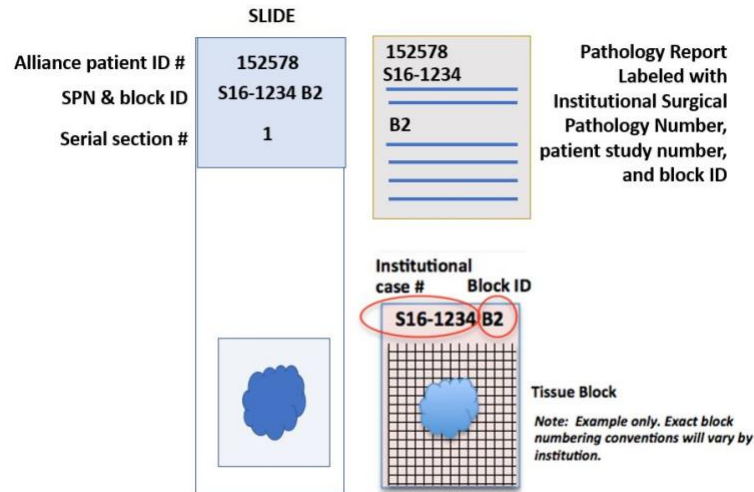 SLIDE
Alliance patient ID # 152578
SPN & block ID S16-1234 B2
Serial section # 1
152578
S16-1234
B2
Pathology Report
Labeled with
Institutional Surgical
Pathology Number,
patient study number,
and block ID
Institutional
case # Block ID
S16-1234 B2
Tissue Block
Note: Example only. Exact block
numbering conventions will vary by
institution.